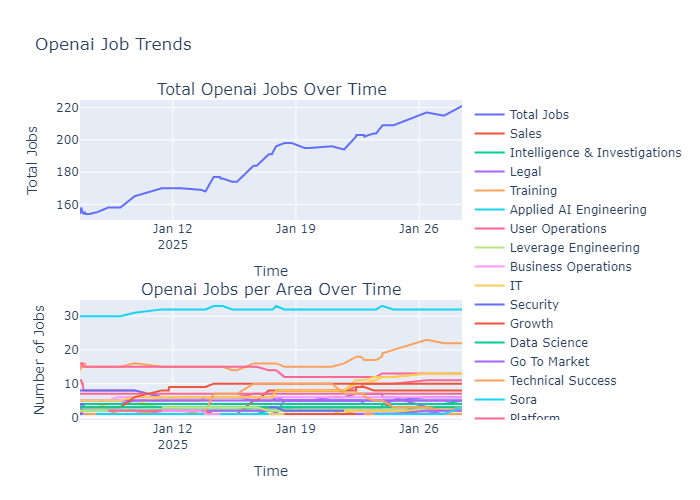 Openai Job Trends
Total Openai Jobs Over Time
Total Jobs
220
200
180
160
Jan 12
2025
Jan 19
Jan 26
Time
Openai Jobs per Area Over Time
Number of Jobs
30
20
10
0
Jan 12
2025
Jan 19
Jan 26
Time
Total Jobs
Sales
Intelligence & Investigations
Legal
Training
Applied AI Engineering
User Operations
Leverage Engineering
Business Operations
IT
Security
Growth
Data Science
Go To Market
Technical Success
Sora
Platform